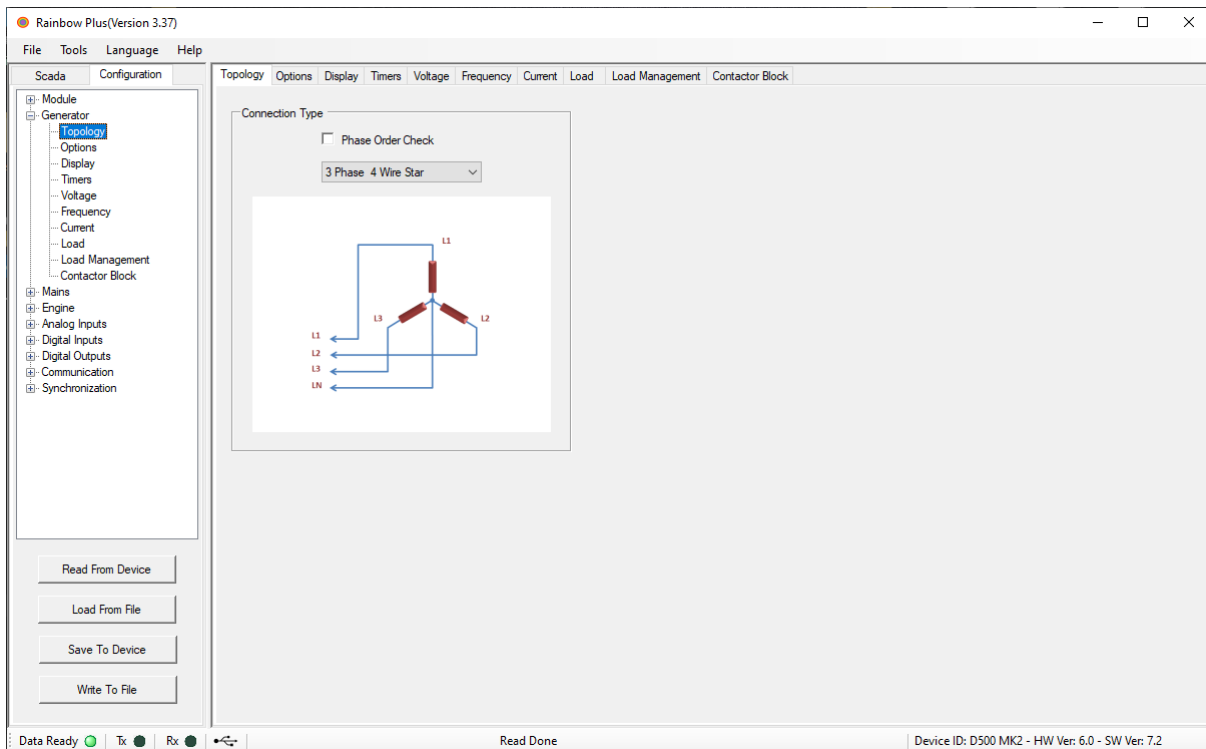 Rainbow Plus(Version 3.37)
File Tools Language Help
Scada Configuration
Topology Options Display Timers Voltage Frequency Current Load Load Management Contactor Block
Module
Generator
Topology
Options
Display
Timers
Voltage
Frequency
Current
Load
Load Management
Contactor Block
Mains
Engine
Analog Inputs
Digital Inputs
Digital Outputs
Communication
Synchronization
Connection Type
Phase Order Check
3 Phase 4 Wire Star
L1
L3
L2
L1
L2
L3
LN
Read From Device
Load From File
Save To Device
Write To File
Data Ready Tx Rx Read Done Device ID: D500 MK2 - HW Ver: 6.0 - SW Ver: 7.2